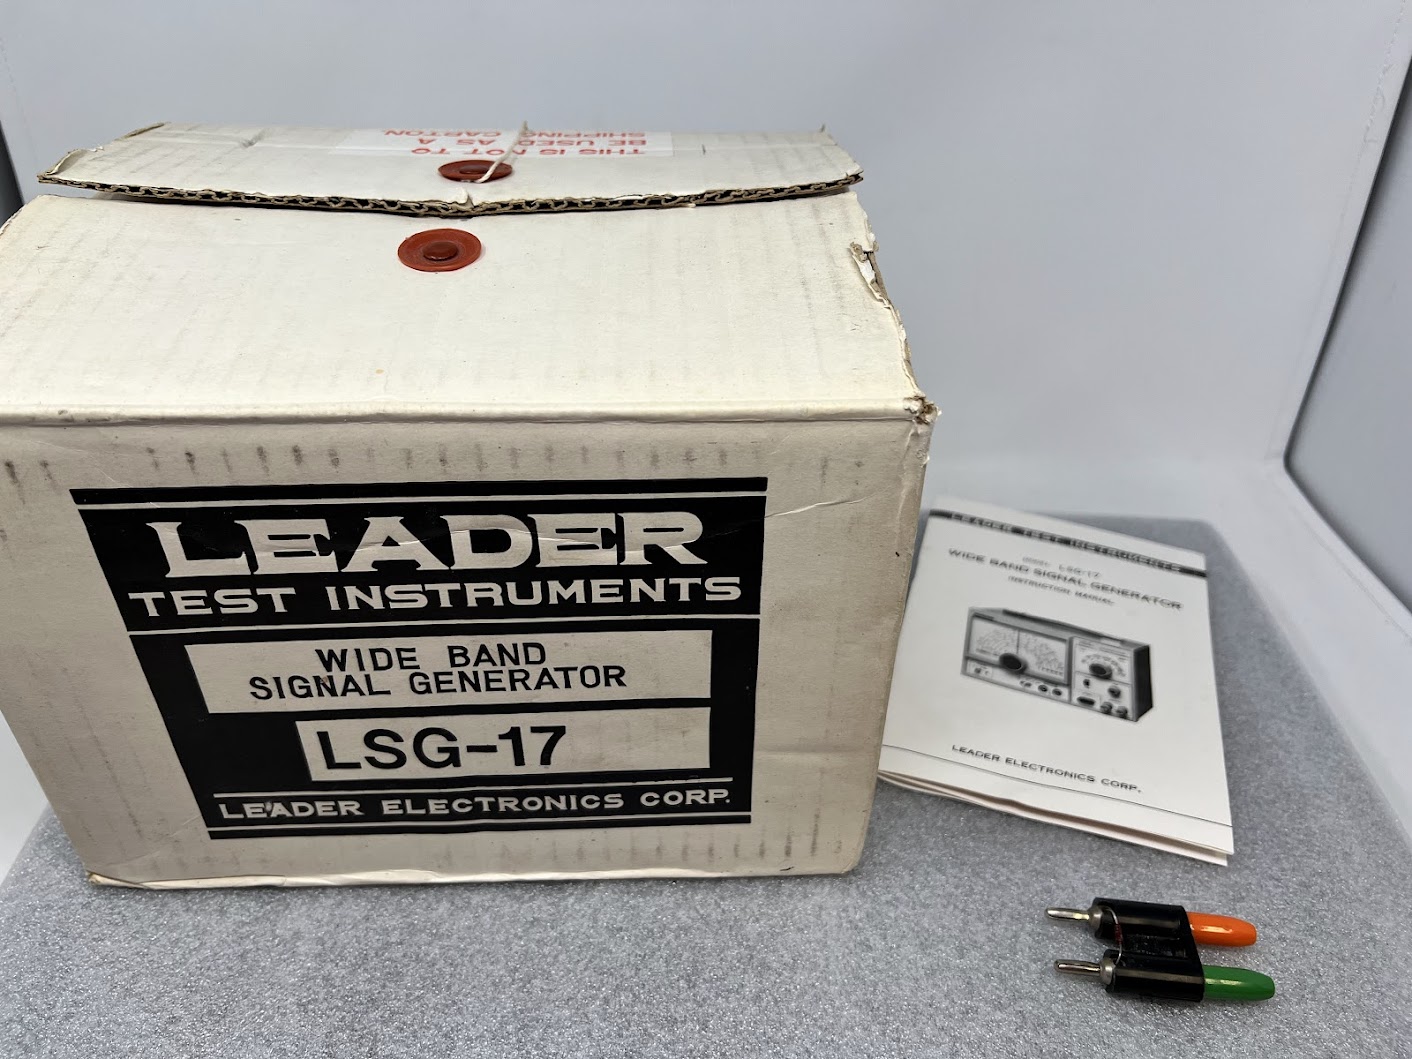 THIS IS NOT TO
BE USED AS A
SHIPPING
CARTON
LEADER
TEST INSTRUMENTS
WIDE BAND
SIGNAL GENERATOR
LSG-17
LEADER ELECTRONICS CORP.
LEADER TEST INSTRUMENTS
MODEL LSG-17
WIDE BAND SIGNAL GENERATOR
INSTRUCTION MANUAL
LEADER ELECTRONICS CORP.